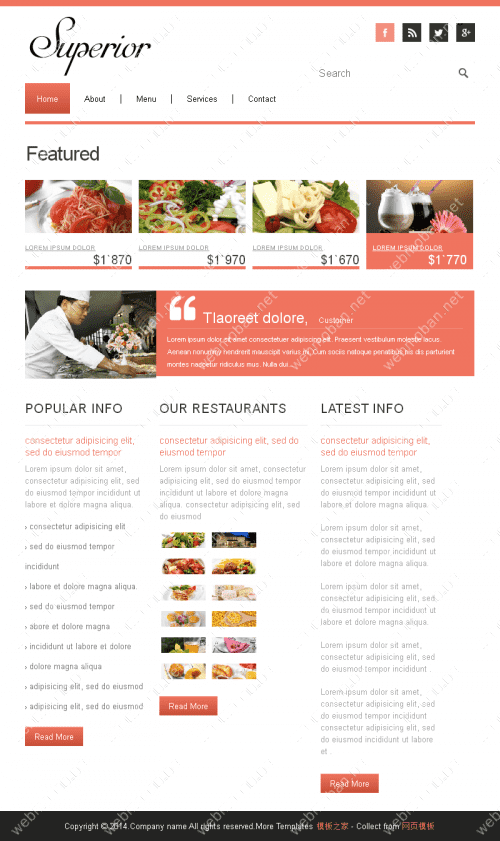 Superior
Search
Home
About
Menu
Services
Contact
Featured
LOREM IPSUM DOLOR
$1`870
LOREM IPSUM DOLOR
$1`970
LOREM IPSUM DOLOR
$1`670
LOREM IPSUM DOLOR
$1`770
Tlaoreet dolore, Customer
Lorem ipsum dolor sit amet consectetuer adipiscing elit. Praesent vestibulum molestie lacus.
Aenean nonummy hendrerit mauscipit varius mi. Cum sociis natoque penatibus his dis parturient
montes nascetur ridiculus mus. Nulla dui..
POPULAR INFO
consectetur adipisicing elit,
sed do eiusmod tempor
Lorem ipsum dolor sit amet,
consectetur adipisicing elit, sed
do eiusmod tempor incididunt ut
labore et dolore magna aliqua.
› consectetur adipisicing elit
› sed do eiusmod tempor
incididunt
› labore et dolore magna aliqua.
› sed do eiusmod tempor
› abore et dolore magna
› incididunt ut labore et dolore
› dolore magna aliqua
› adipisicing elit, sed do eiusmod
› adipisicing elit, sed do eiusmod
Read More
OUR RESTAURANTS
consectetur adipisicing elit, sed do
eiusmod tempor
Lorem ipsum dolor sit amet, consectetur
adipisicing elit, sed do eiusmod tempor
incididunt ut labore et dolore magna
aliqua. consectetur adipisicing elit, sed
do eiusmod
Read More
LATEST INFO
consectetur adipisicing elit,
sed do eiusmod tempor
Lorem ipsum dolor sit amet,
consectetur adipisicing elit, sed
do eiusmod tempor incididunt ut
labore et dolore magna aliqua.
Lorem ipsum dolor sit amet,
consectetur adipisicing elit, sed
do eiusmod tempor incididunt ut
labore et dolore magna aliqua.
Lorem ipsum dolor sit amet,
consectetur adipisicing elit, sed
do eiusmod tempor incididunt ut
labore et dolore magna aliqua.
Lorem ipsum dolor sit amet,
consectetur adipisicing elit, sed
do eiusmod tempor incididunt .
Lorem ipsum dolor sit amet,
consectetur adipisicing elit, sed
do eiusmod tempor incididunt
consectetur adipisicing elit, sed
do eiusmod incididunt ut labore
et .
Read More
Copyright © 2014.Company name All rights reserved.More Templates 模板之家 - Collect from 网页模板
webmoban.net